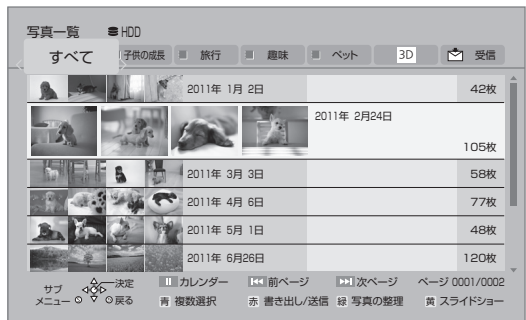 写真一覧 HDD
すべて 子供の成長 旅行 趣味 ペット 3D 受信
2011年 1月 2日 42枚
2011年 2月24日
105枚
2011年 3月 3日 58枚
2011年 4月 6日 77枚
2011年 5月 1日 48枚
2011年 6月26日 120枚
サブメニュー 決定 戻る
カレンダー 前ページ 次ページ ページ 0001/0002
青 複数選択 赤 書き出し/送信 緑 写真の整理 黄 スライドショー